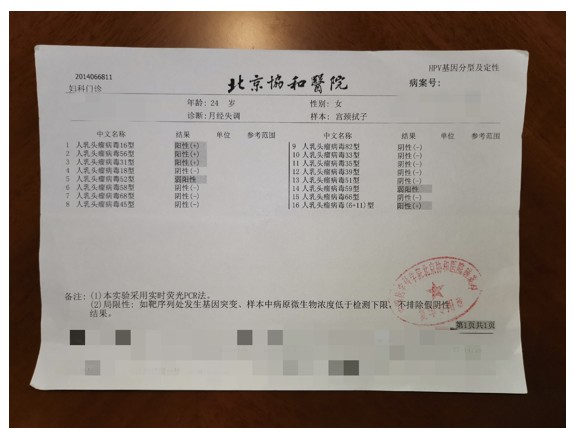 2014066811
HPV基因分型及定性
北京協和醫院
妇科门诊
病案号:
年龄: 24 岁 性别: 女
诊断:月经失调 样本: 宫颈拭子
中文名称 结果 单位 参考范围 中文名称 结果 单位 参考范围
1 人乳头瘤病毒16型 阳性(+) 9 人乳头瘤病毒82型 阴性(-)
2 人乳头瘤病毒56型 阳性(+) 10 人乳头瘤病毒33型 阴性(-)
3 人乳头瘤病毒31型 阳性(+) 11 人乳头瘤病毒35型 阴性(-)
4 人乳头瘤病毒18型 阴性(-) 12 人乳头瘤病毒39型 阴性(-)
5 人乳头瘤病毒52型 弱阳性 13 人乳头瘤病毒51型 阴性(-)
6 人乳头瘤病毒58型 阴性(-) 14 人乳头瘤病毒59型 弱阳性
7 人乳头瘤病毒68型 阴性(-) 15 人乳头瘤病毒66型 阴性(-)
8 人乳头瘤病毒45型 阴性(-) 16 人乳头瘤病毒(6-11)型
备注: (1)本实验采用实时荧光PCR法。
(2)局限性: 如靶序列处发生基因突变、样本中病原微生物浓度低于检测下限, 不排除假阴性
结果。
第1页共1页